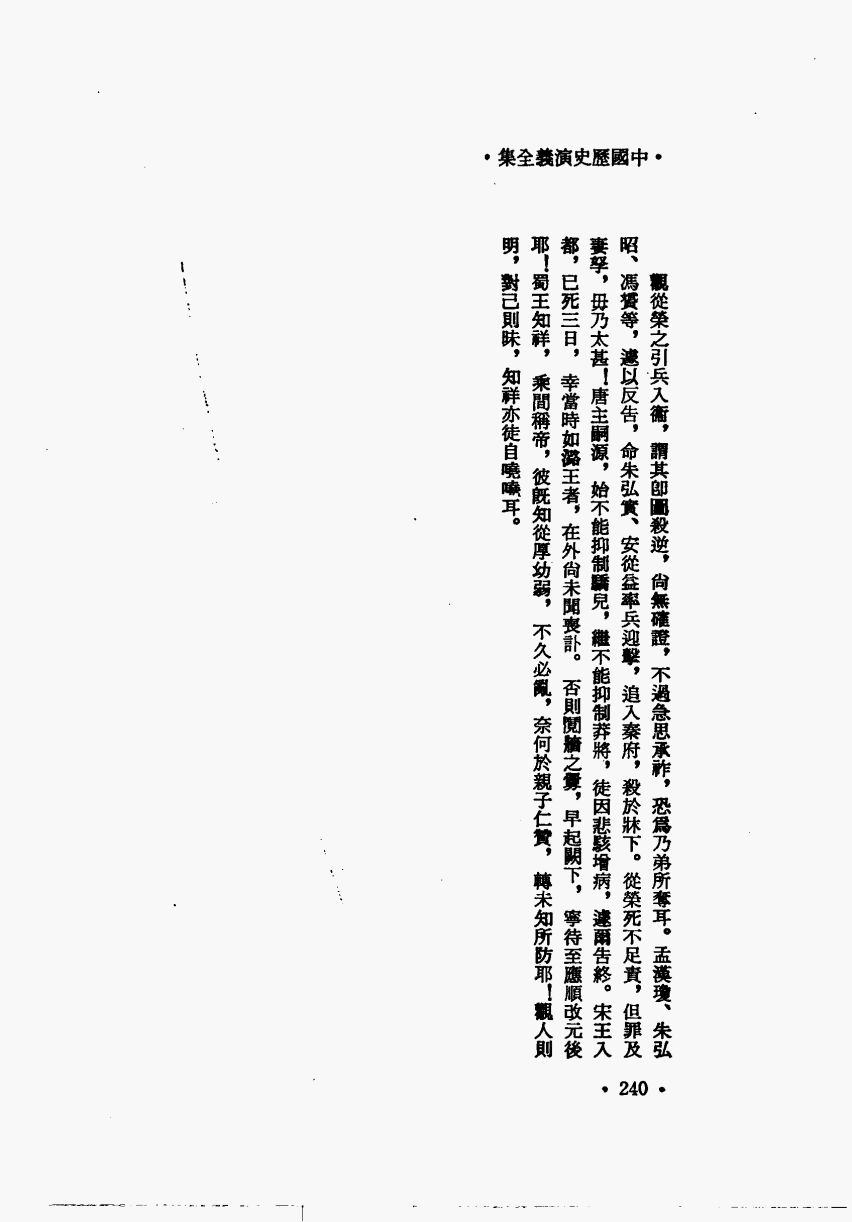 •中國歷史演義全集•
觀從榮之引兵入衞，謂其卽圖殺逆，尙無確證，不過急思承祚，恐爲乃弟所奪耳。孟漢瓊、朱弘
昭、馮贇等，遽以反告，命朱弘實、安從益率兵迎擊，追入秦府，殺於牀下。從榮死不足責，但罪及
妻孥，毋乃太甚！唐主嗣源，始不能抑制驕兒，繼不能抑制莽將，徒因悲駭增病，遽爾告終。宋王入
都，已死三日，幸當時如潞王者，在外尙未聞喪訃。否則鬩牆之釁，早起闕下，寧待至應順改元後
耶！蜀王知祥，乘間稱帝，彼旣知從厚幼弱，不久必亂，奈何於親子仁贊，轉未知所防耶！觀人則
明，對己則昧，知祥亦徒自嘵嘵耳。
•240•